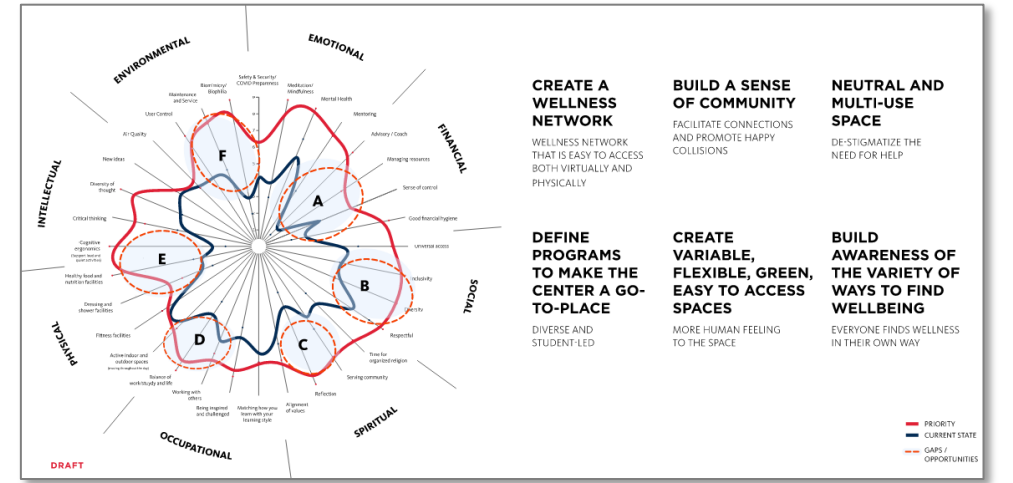 EMOTIONAL
ENVIRONMENTAL
FINANCIAL
INTELLECTUAL
SOCIAL
PHYSICAL
SPIRITUAL
OCCUPATIONAL
Safety & Security/
COVID Preparedness
Meditation/
Mindfulness
Mental Health
Mentoring
Advisory / Coach
Managing resources
Sense of control
Good financial hygiene
Universal access
Inclusivity
Diversity
Respectful
Time for
organized religion
Serving community
Reflection
Alignment
of values
Matching how you
learn with your
learning style
Being inspired
and challenged
Working with
others
Balance of
work/study and life
Active indoor and
outdoor spaces
Fitness facilities
Dressing and
shower facilities
Healthy food and
nutrition facilities
Cognitive
ergonomics
Critical thinking
Diversity of
thought
New Ideas
Air Quality
User Control
Maintenance
and Service
Biomimicry/
Biophilia
A
B
C
D
E
F
CREATE A
WELLNESS
NETWORK
WELLNESS NETWORK
THAT IS EASY TO ACCESS
BOTH VIRTUALLY AND
PHYSICALLY
BUILD A SENSE
OF COMMUNITY
FACILITATE CONNECTIONS
AND PROMOTE HAPPY
COLLISIONS
NEUTRAL AND
MULTI-USE
SPACE
DE-STIGMATIZE THE
NEED FOR HELP
DEFINE
PROGRAMS
TO MAKE THE
CENTER A GO-
TO-PLACE
DIVERSE AND
STUDENT-LED
CREATE
VARIABLE,
FLEXIBLE, GREEN,
EASY TO ACCESS
SPACES
MORE HUMAN FEELING
TO THE SPACE
BUILD
AWARENESS OF
THE VARIETY OF
WAYS TO FIND
WELLBEING
EVERYONE FINDS WELLNESS
IN THEIR OWN WAY
PRIORITY
CURRENT STATE
GAPS /
OPPORTUNITIES
DRAFT